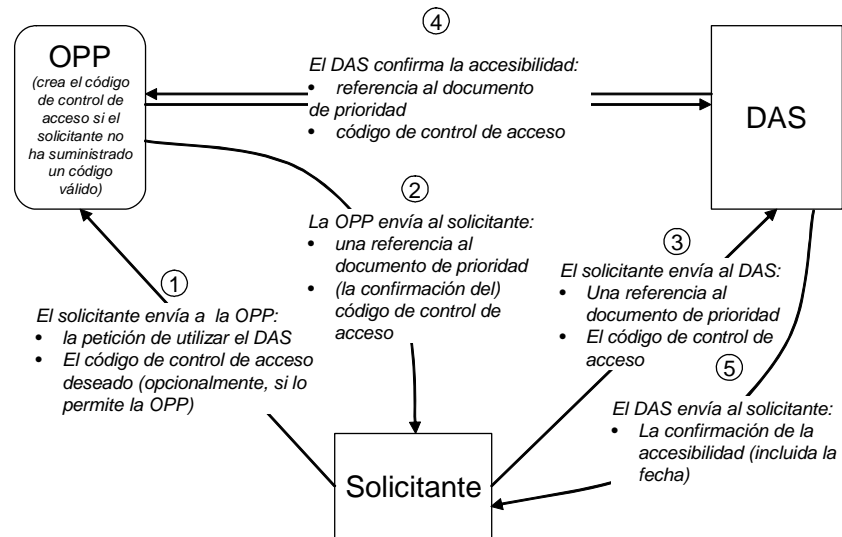 ④
OPP
(crea el código
de control de
acceso si el
solicitante no
ha suministrado
un código
válido)
El DAS confirma la accesibilidad:
• referencia al documento
de prioridad
• código de control de acceso
DAS
②
La OPP envía al solicitante:
• una referencia al
documento de prioridad
• (la confirmación del)
código de control de
acceso
③
El solicitante envía al DAS:
• Una referencia al
documento de prioridad
• El código de control de
acceso
①
El solicitante envía a la OPP:
• la petición de utilizar el DAS
• El código de control de acceso
deseado (opcionalmente, si lo
permite la OPP)
⑤
El DAS envía al solicitante:
• La confirmación de la
accesibilidad (incluida la
fecha)
Solicitante